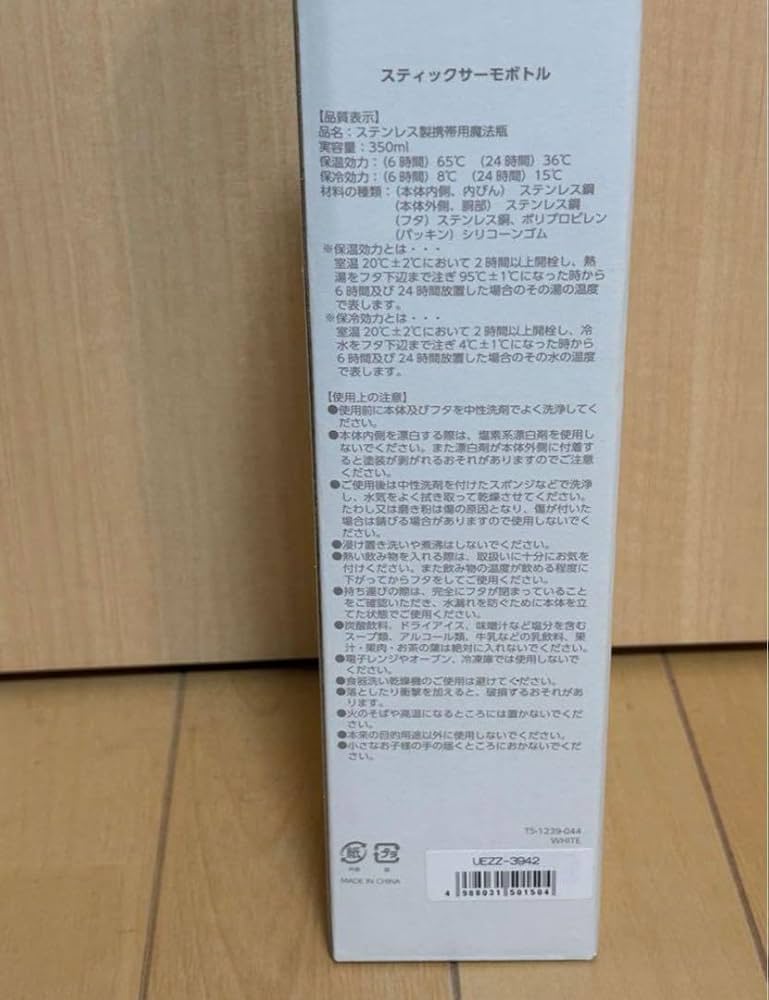 スティックサーモボトル
【品質表示】
品名：ステンレス製携帯用魔法瓶
実容量：350ml
保温効力：（6時間）65℃ （24時間）36℃
保冷効力：（6時間）8℃ （24時間）15℃
材料の種類：（本体内側、内びん） ステンレス鋼
（本体外側、胴部） ステンレス鋼
（フタ）ステンレス鋼、ポリプロピレン
（パッキン）シリコーンゴム
※保温効力とは・・・
室温20℃±2℃において2時間以上開栓し、熱
湯をフタ下辺まで注ぎ95℃±1℃になった時から
6時間及び24時間放置した場合のその湯の温度
で表します。
※保冷効力とは・・・
室温20℃±2℃において2時間以上開栓し、冷
水をフタ下辺まで注ぎ4℃±1℃になった時から
6時間及び24時間放置した場合のその水の温度
で表します。
【使用上の注意】
●使用前に本体及びフタを中性洗剤でよく洗浄してく
ださい。
●本体内側を漂白する際は、塩素系漂白剤を使用し
ないでください。また漂白剤が本体外側に付着す
ると塗装が剥がれるおそれがありますのでご注意
ください。
●ご使用後は中性洗剤を付けたスポンジなどで洗浄
し、水気をよく拭き取って乾燥させてください。
たわし又は磨き粉は傷の原因となり、傷が付いた
場合は錆びる場合がありますので使用しないでく
ださい。
●浸け置き洗いや煮沸はしないでください。
●熱い飲み物を入れる際は、取扱いに十分にお気を
付けください。また飲み物の温度が飲める程度に
下がってからフタをしてご使用ください。
●持ち運びの際は、完全にフタが閉まっていること
をご確認いただき、水漏れを防ぐために本体を立
てた状態でご使用ください。
●炭酸飲料、ドライアイス、味噌汁など塩分を含む
スープ類、アルコール類、牛乳などの乳飲料、果
汁・果肉・お茶の葉は絶対に入れないでください。
●電子レンジやオーブン、冷凍庫では使用しないで
ください。
●食器洗い乾燥機のご使用は避けてください。
●落としたり衝撃を加えると、破損するおそれがあ
ります。
●火のそばや高温になるところには置かないでくだ
さい。
●本来の目的用途以外に使用しないでください。
●小さなお子様の手の届くところにおかないでくだ
さい。
TS-1239-044
WHITE
紙 プラ
外箱 袋
MADE IN CHINA
UEZZ-3942
4 988031 501504